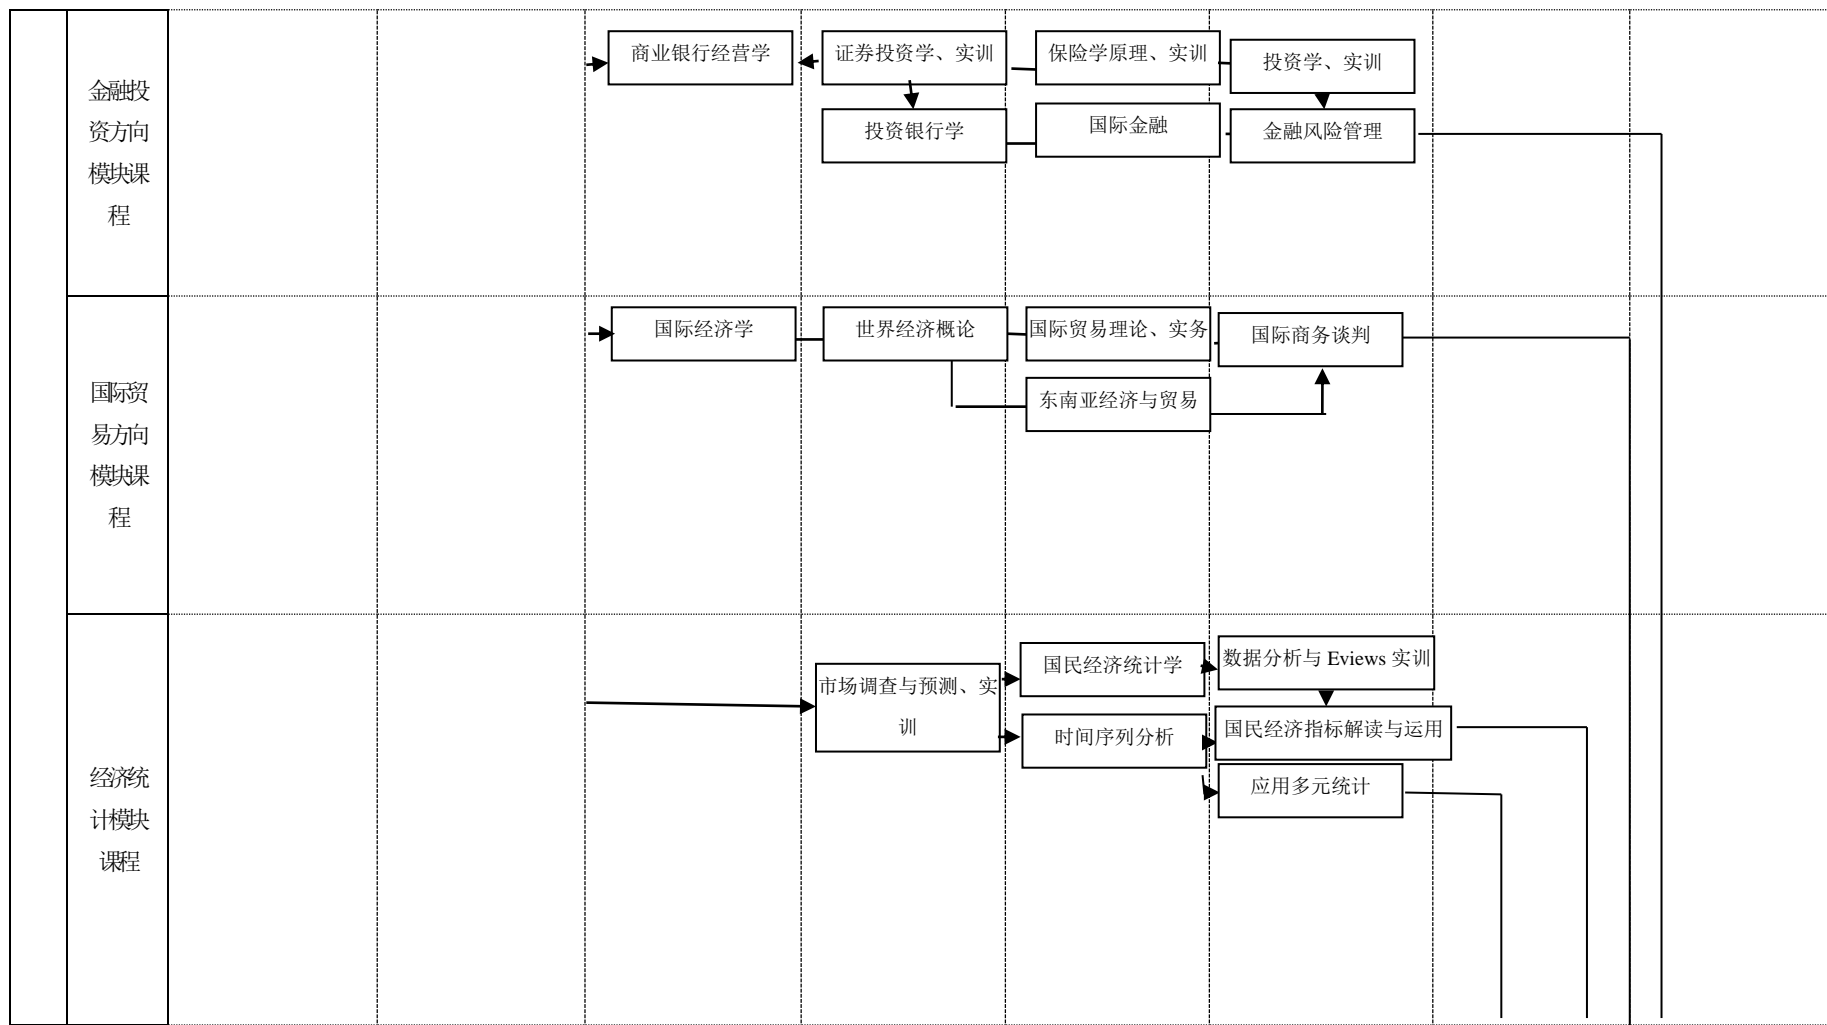 金融投
资方向
模块课
程
商业银行经营学
证券投资学、实训
保险学原理、实训
投资学、实训
投资银行学
国际金融
金融风险管理
国际贸
易方向
模块课
程
国际经济学
世界经济概论
国际贸易理论、实务
国际商务谈判
东南亚经济与贸易
经济统
计模块
课程
市场调查与预测、实
训
国民经济统计学
数据分析与 Eviews 实训
时间序列分析
国民经济指标解读与运用
应用多元统计